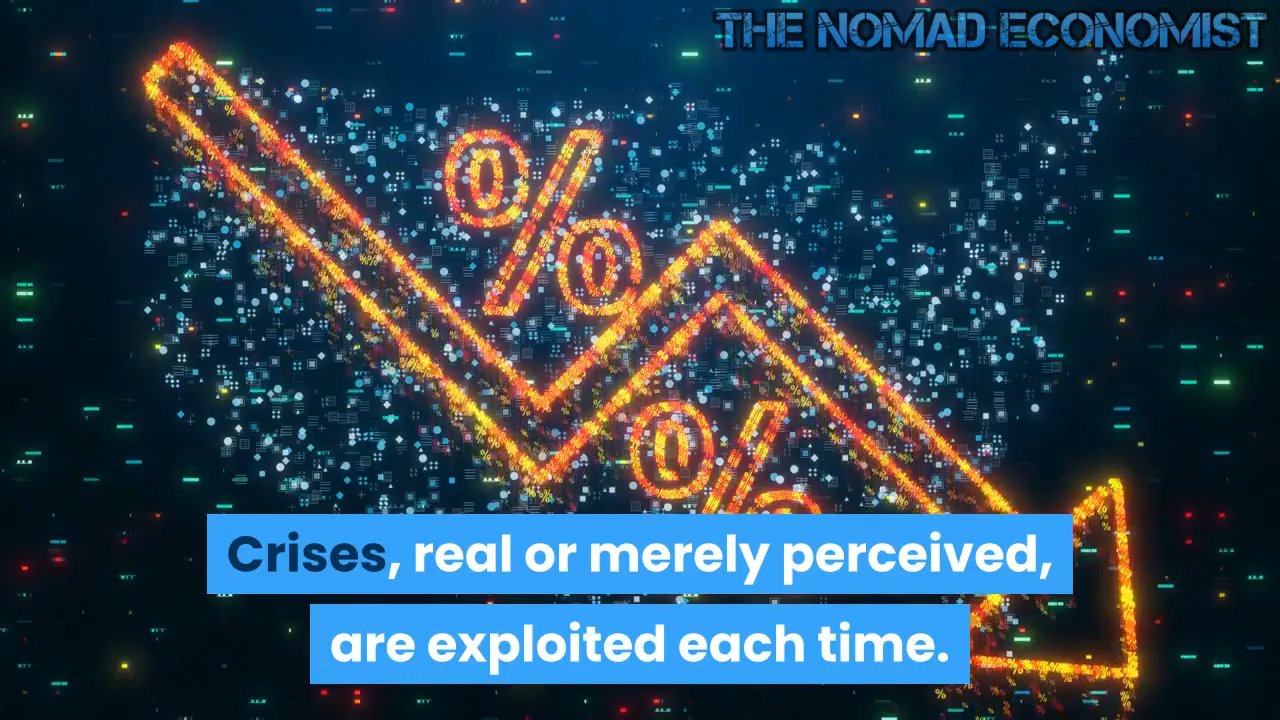 THE NOMAD ECONOMIST
%
%
Crises, real or merely perceived,
are exploited each time.